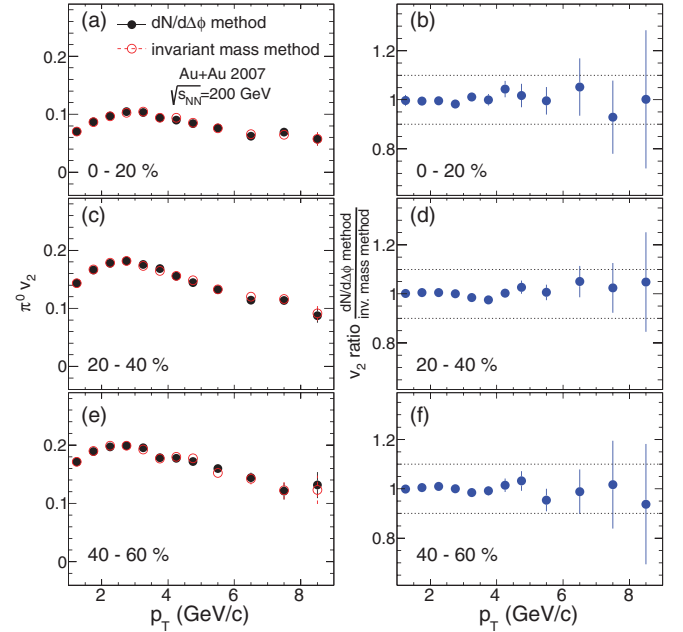 (a)
dN/dΔϕ method
invariant mass method
Au+Au 2007
√s_NN=200 GeV
0.2
0.1
0
0 - 20 %
(b)
1.2
1
0.8
0 - 20 %
(c)
0.2
0.1
0
20 - 40 %
(d)
1.2
1
0.8
20 - 40 %
π⁰ v₂
v₂ ratio dN/dΔϕ method
inv. mass method
(e)
0.2
0.1
0
40 - 60 %
(f)
1.2
1
0.8
40 - 60 %
2 4 6 8
2 4 6 8
p_T (GeV/c)
p_T (GeV/c)